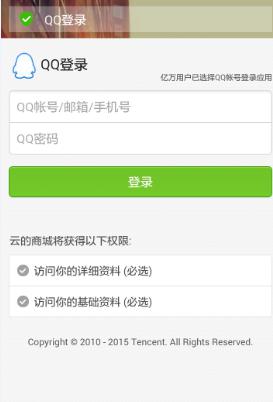 QQ登录
QQ登录
亿万用户已选择QQ帐号登录应用
QQ帐号/邮箱/手机号
QQ密码
登录
云的商城将获得以下权限:
访问你的详细资料 (必选)
访问你的基础资料 (必选)
Copyright © 2010 - 2015 Tencent. All Rights Reserved.